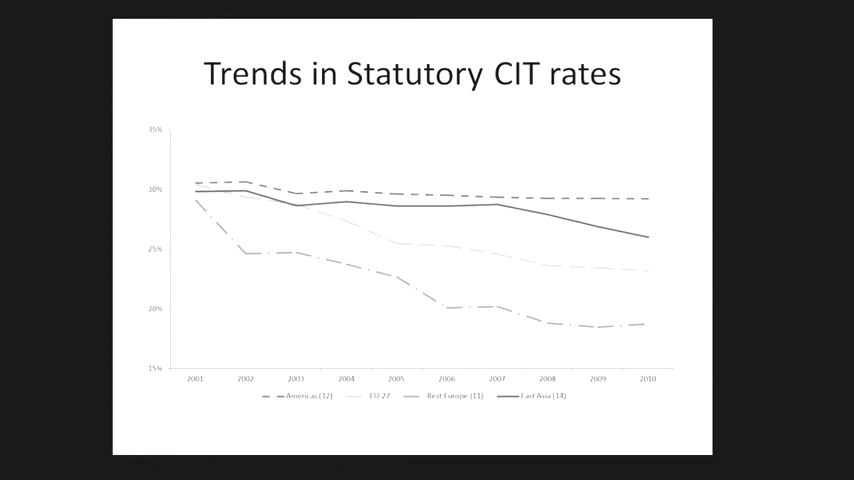 Trends in Statutory CIT rates
35%
30%
25%
20%
15%
2001 2002 2003 2004 2005 2006 2007 2008 2009 2010
Americas (12) EU-27 Rest Europe (11) East Asia (14)